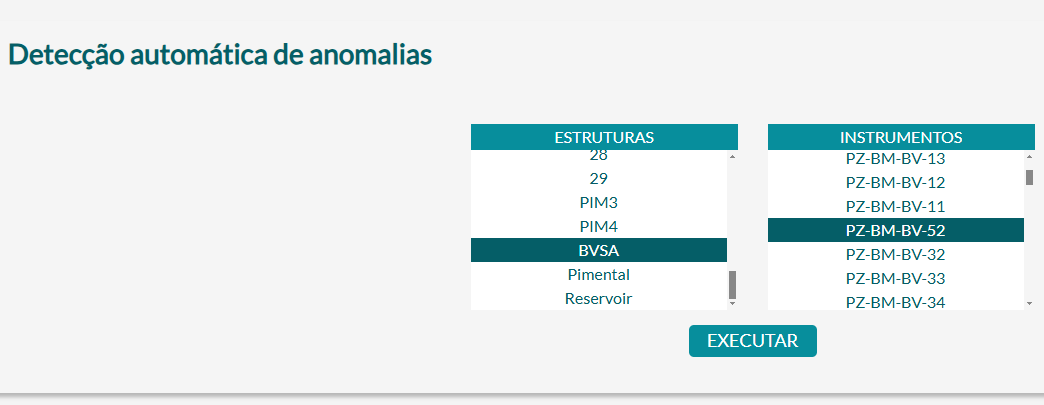 Detecção automática de anomalias
ESTRUTURAS
28
29
PIM3
PIM4
BVSA
Pimental
Reservoir
INSTRUMENTOS
PZ-BM-BV-13
PZ-BM-BV-12
PZ-BM-BV-11
PZ-BM-BV-52
PZ-BM-BV-32
PZ-BM-BV-33
PZ-BM-BV-34
EXECUTAR